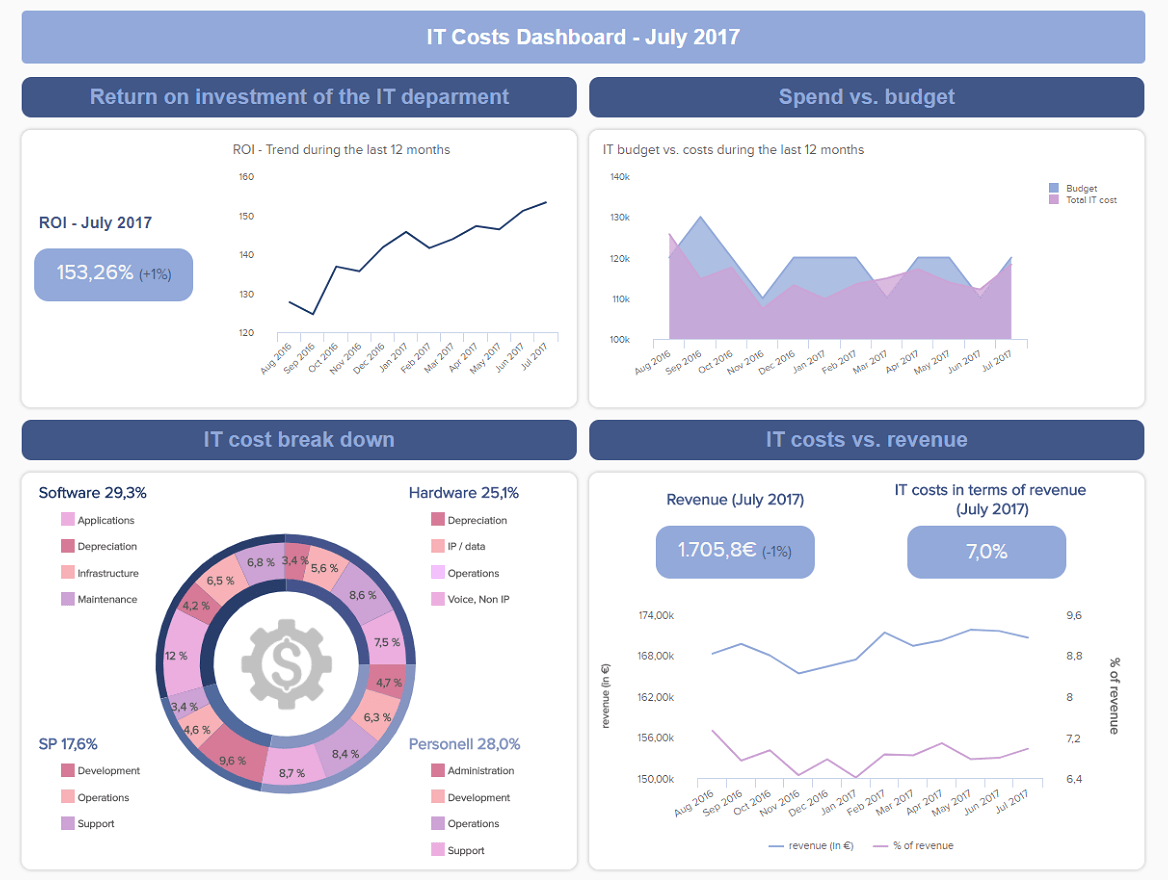 IT Costs Dashboard - July 2017
Return on investment of the IT deparment
ROI - Trend during the last 12 months
ROI - July 2017
153,26% (+1%)
160
150
140
130
120
Aug 2016
Sep 2016
Oct 2016
Nov 2016
Dec 2016
Jan 2017
Feb 2017
Mar 2017
Apr 2017
May 2017
Jun 2017
Jul 2017
Spend vs. budget
IT budget vs. costs during the last 12 months
140k
130k
120k
110k
100k
Aug 2016
Sep 2016
Oct 2016
Nov 2016
Dec 2016
Jan 2017
Feb 2017
Mar 2017
Apr 2017
May 2017
Jun 2017
Jul 2017
Budget
Total IT cost
IT cost break down
Software 29,3%
Applications
Depreciation
Infrastructure
Maintenance
Hardware 25,1%
Depreciation
IP / data
Operations
Voice, Non IP
6,8 %
3,4 %
5,6 %
6,5 %
8,6 %
4,2 %
7,5 %
12 %
$
4,7 %
3,4 %
6,3 %
4,6 %
8,4 %
9,6 %
8,7 %
SP 17,6%
Development
Operations
Support
Personell 28,0%
Administration
Development
Operations
Support
IT costs vs. revenue
Revenue (July 2017)
1.705,8€ (-1%)
IT costs in terms of revenue
(July 2017)
7,0%
174,00k
168,00k
162,00k
156,00k
150,00k
revenue (in €)
9,6
8,8
8
7,2
6,4
% of revenue
Aug 2016
Sep 2016
Oct 2016
Nov 2016
Dec 2016
Jan 2017
Feb 2017
Mar 2017
Apr 2017
May 2017
Jun 2017
Jul 2017
revenue (in €)
% of revenue